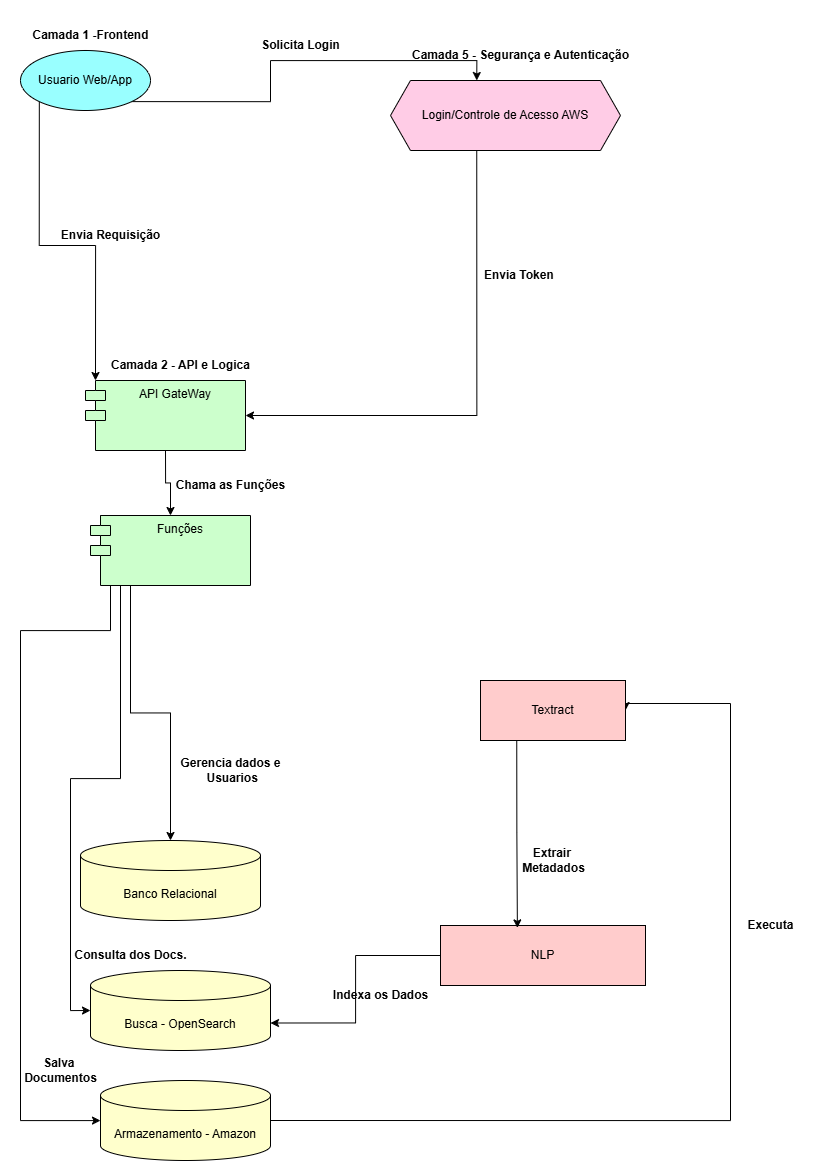 Camada 1 -Frontend
Solicita Login
Camada 5 - Segurança e Autenticação
Usuario Web/App
Login/Controle de Acesso AWS
Envia Requisição
Envia Token
Camada 2 - API e Logica
API GateWay
Chama as Funções
Funções
Textract
Gerencia dados e
Usuarios
Extrair
Metadados
Banco Relacional
Executa
Consulta dos Docs.
NLP
Indexa os Dados
Busca - OpenSearch
Salva
Documentos
Armazenamento - Amazon